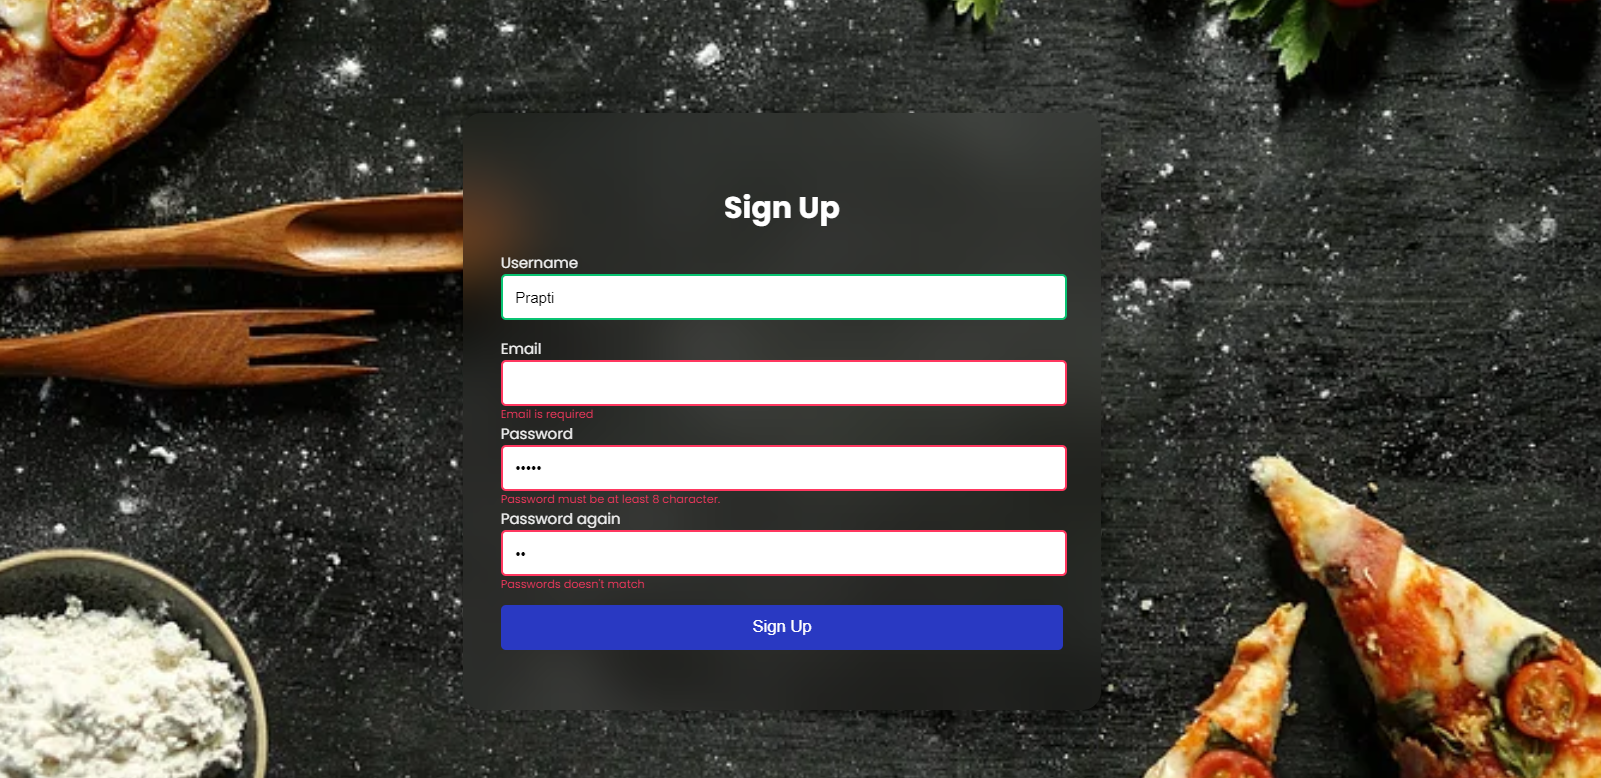 Sign Up
Username
Prapti
Email
Email is required
Password
•••••
Password must be at least 8 character.
Password again
••
Passwords doesn't match
Sign Up